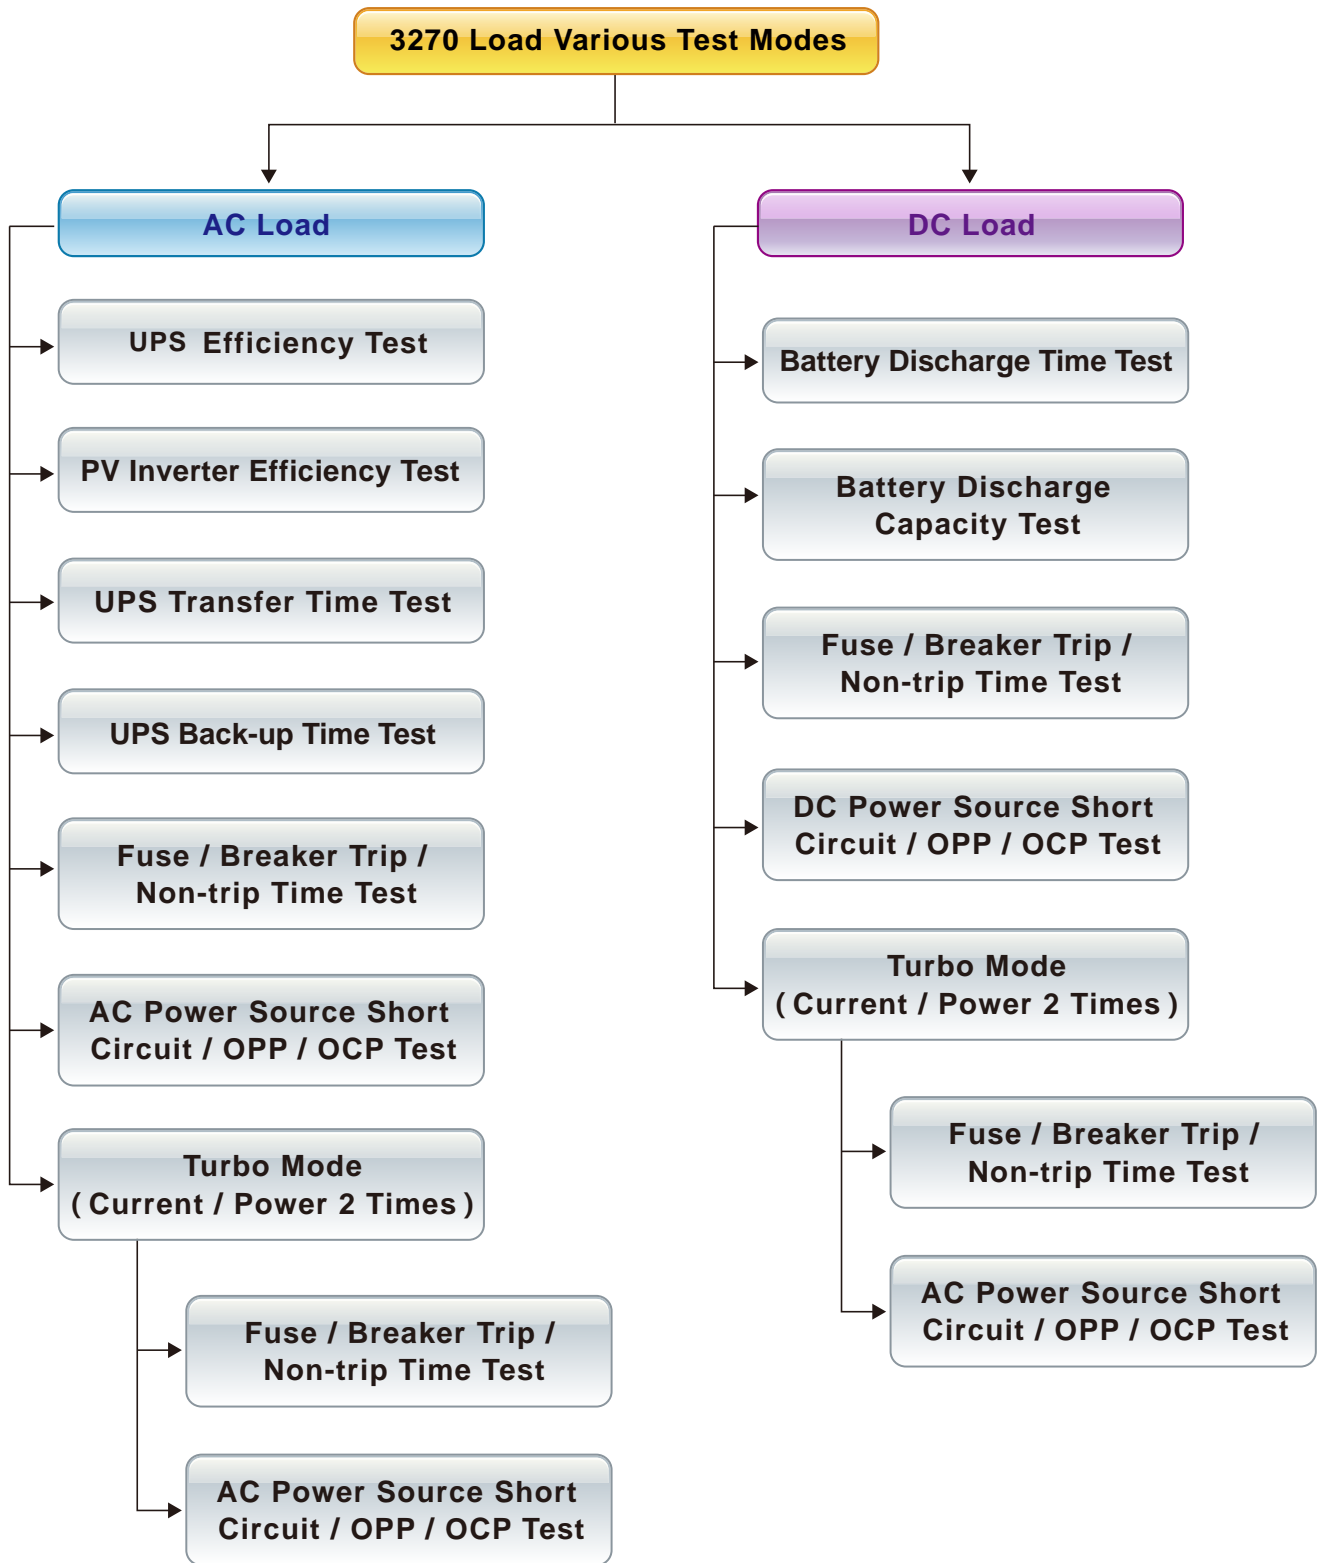 3270 Load Various Test Modes
AC Load
UPS Efficiency Test
PV Inverter Efficiency Test
UPS Transfer Time Test
UPS Back-up Time Test
Fuse / Breaker Trip /
Non-trip Time Test
AC Power Source Short
Circuit / OPP / OCP Test
Turbo Mode
( Current / Power 2 Times )
Fuse / Breaker Trip /
Non-trip Time Test
AC Power Source Short
Circuit / OPP / OCP Test
DC Load
Battery Discharge Time Test
Battery Discharge
Capacity Test
Fuse / Breaker Trip /
Non-trip Time Test
DC Power Source Short
Circuit / OPP / OCP Test
Turbo Mode
( Current / Power 2 Times )
Fuse / Breaker Trip /
Non-trip Time Test
AC Power Source Short
Circuit / OPP / OCP Test